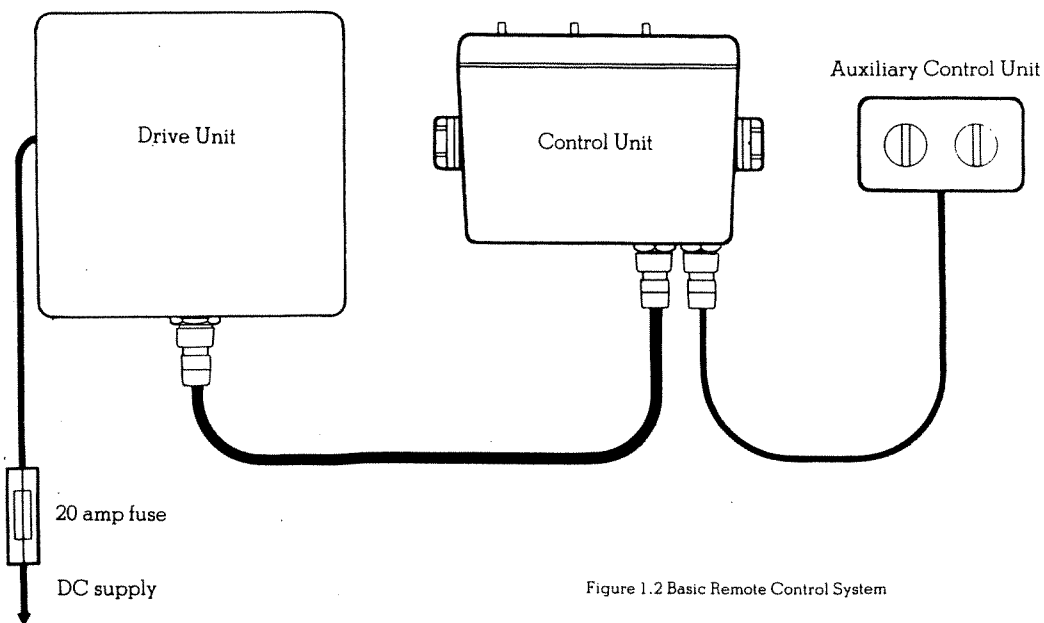 Auxiliary Control Unit
Drive Unit
Control Unit
20 amp fuse
DC supply
Figure 1.2 Basic Remote Control System